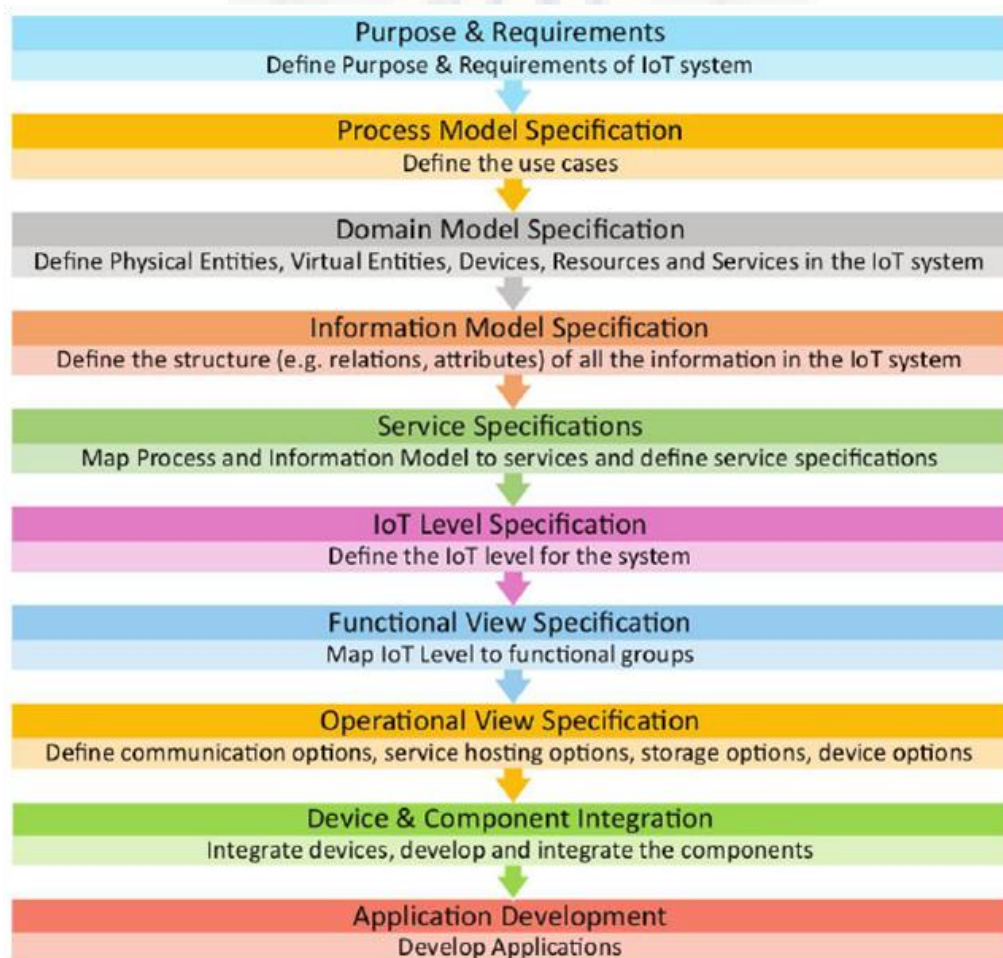 Purpose & Requirements
Define Purpose & Requirements of IoT system
Process Model Specification
Define the use cases
Domain Model Specification
Define Physical Entities, Virtual Entities, Devices, Resources and Services in the IoT system
Information Model Specification
Define the structure (e.g. relations, attributes) of all the information in the IoT system
Service Specifications
Map Process and Information Model to services and define service specifications
IoT Level Specification
Define the IoT level for the system
Functional View Specification
Map IoT Level to functional groups
Operational View Specification
Define communication options, service hosting options, storage options, device options
Device & Component Integration
Integrate devices, develop and integrate the components
Application Development
Develop Applications